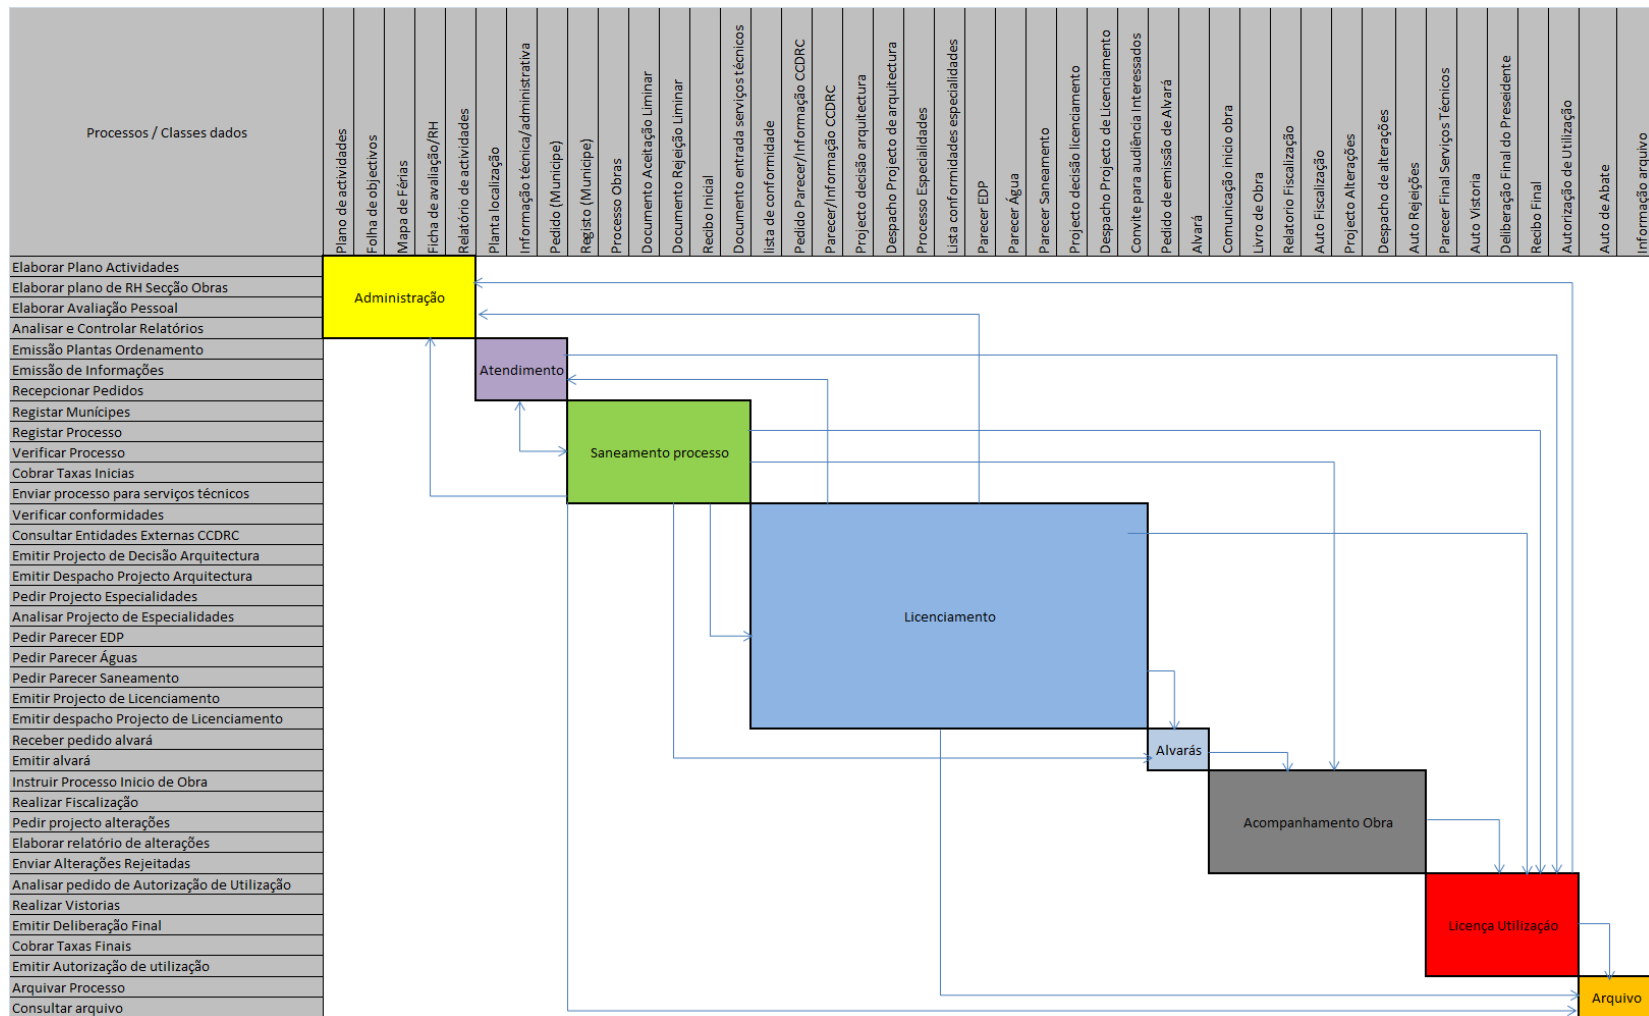 Processos / Classes dados
Plano de actividades
Folha de objectivos
Mapa de Férias
Ficha de avaliação/RH
Relatório de actividades
Planta localização
Informação técnica/administrativa
Pedido (Municipe)
Registo (Municipe)
Processo Obras
Documento Aceitação Liminar
Documento Rejeição Liminar
Recibo Inicial
Documento entrada serviços técnicos
lista de conformidade
Pedido Parecer/Informação CCDRC
Parecer/Informação CCDRC
Projecto decisão arquitectura
Despacho Projecto de arquitectura
Processo Especialidades
Lista conformidades especialidades
Parecer EDP
Parecer Água
Parecer Saneamento
Projecto decisão licenciamento
Despacho Projecto de Licenciamento
Convite para audiência Interessados
Pedido de emissão de Alvará
Alvará
Comunicação inicio obra
Livro de Obra
Relatorio Fiscalização
Auto Fiscalização
Projecto Alterações
Despacho de alterações
Auto Rejeições
Parecer Final Serviços Técnicos
Auto Vistoria
Deliberação Final do Preseidente
Recibo Final
Autorização de Utilização
Auto de Abate
Informação arquivo
Elaborar Plano Actividades
Elaborar plano de RH Secção Obras
Elaborar Avaliação Pessoal
Analisar e Controlar Relatórios
Emissão Plantas Ordenamento
Emissão de Informações
Recepcionar Pedidos
Registar Munícipes
Registar Processo
Verificar Processo
Cobrar Taxas Inicias
Enviar processo para serviços técnicos
Verificar conformidades
Consultar Entidades Externas CCDRC
Emitir Projecto de Decisão Arquitectura
Emitir Despacho Projecto Arquitectura
Pedir Projecto Especialidades
Analisar Projecto de Especialidades
Pedir Parecer EDP
Pedir Parecer Águas
Pedir Parecer Saneamento
Emitir Projecto de Licenciamento
Emitir despacho Projecto de Licenciamento
Receber pedido alvará
Emitir alvará
Instruir Processo Inicio de Obra
Realizar Fiscalização
Pedir projecto alterações
Elaborar relatório de alterações
Enviar Alterações Rejeitadas
Analisar pedido de Autorização de Utilização
Realizar Vistorias
Emitir Deliberação Final
Cobrar Taxas Finais
Emitir Autorização de utilização
Arquivar Processo
Consultar arquivo
Administração
Atendimento
Saneamento processo
Licenciamento
Alvarás
Acompanhamento Obra
Licença Utilização
Arquivo